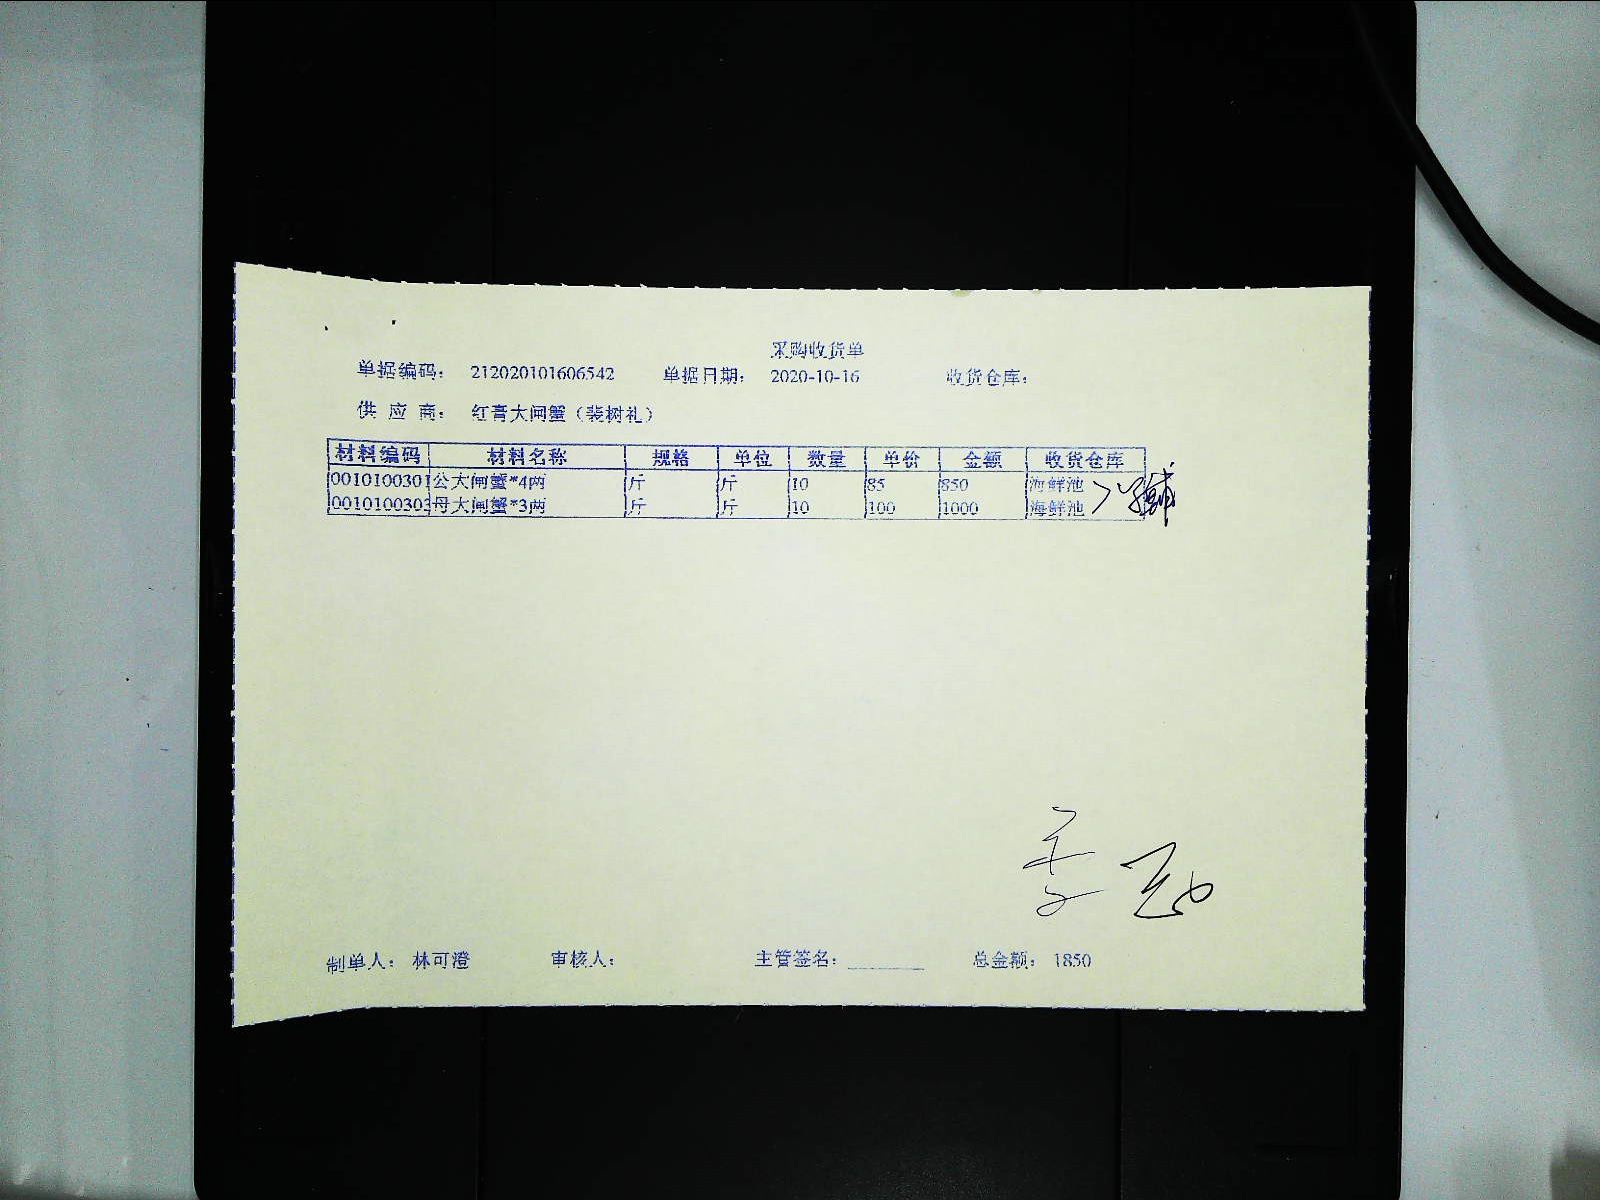 采购收货单
单据编码: 212020101606542 单据日期: 2020-10-16 收货仓库:
供 应 商: 红膏大闸蟹（裴树礼）
材料编码 材料名称 规格 单位 数量 单价 金额 收货仓库
0010100301 公大闸蟹*4两 斤 斤 10 85 850 海鲜池
0010100303 母大闸蟹*3两 斤 斤 10 100 1000 海鲜池
制单人: 林可澄 审核人: 主管签名: 总金额: 1850